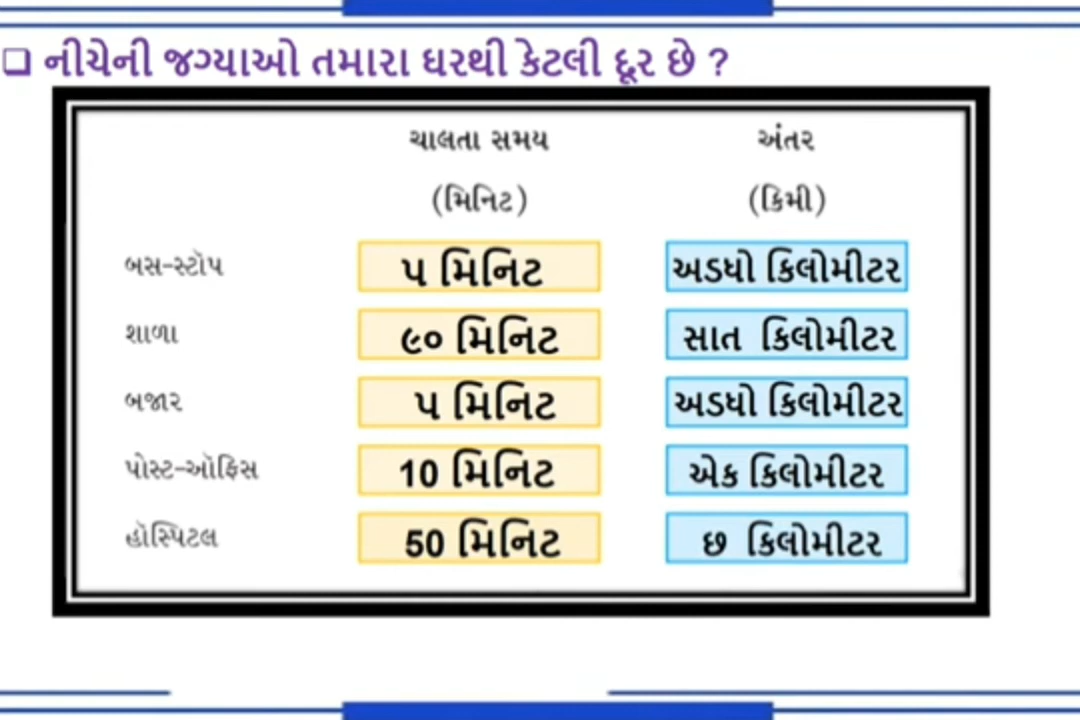 ❑ નીચેની જગ્યાઓ તમારા ઘરથી કેટલી દૂર છે ?
ચાલતા સમય અંતર
(મિનિટ) (કિમી)
બસ-સ્ટૉપ ૫ મિનિટ અડધો કિલોમીટર
શાળા ૯૦ મિનિટ સાત કિલોમીટર
બજાર ૫ મિનિટ અડધો કિલોમીટર
પોસ્ટ-ઑફિસ 10 મિનિટ એક કિલોમીટર
હૉસ્પિટલ 50 મિનિટ છ કિલોમીટર